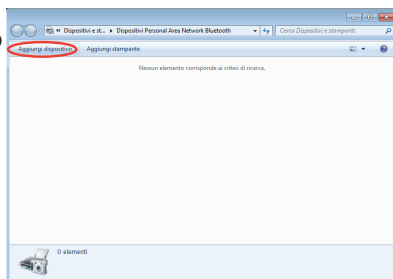 « Dispositivi e st... ▸ Dispositivi Personal Area Network Bluetooth
Cerca Dispositivi e stampanti
Aggiungi dispositivo Aggiungi stampante
Nessun elemento corrisponde ai criteri di ricerca.
0 elementi